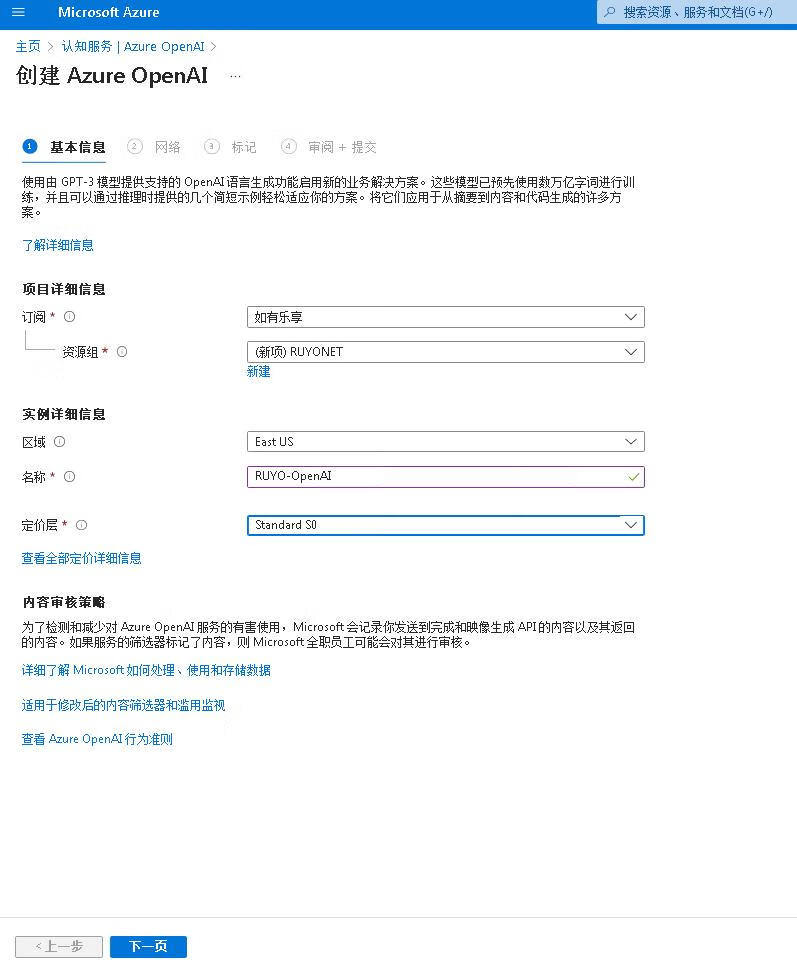 Microsoft Azure
搜索资源、服务和文档(G+/)
主页 > 认知服务 | Azure OpenAI >
创建 Azure OpenAI ...
1 基本信息 2 网络 3 标记 4 审阅 + 提交
使用由 GPT-3 模型提供支持的 OpenAI 语言生成功能启用新的业务解决方案。这些模型已预先使用数万亿字词进行训
练，并且可以通过推理时提供的几个简短示例轻松适应你的方案。将它们应用于从摘要到内容和代码生成的许多方
案。
了解详细信息
项目详细信息
订阅 *
如有乐享
资源组 *
(新项) RUYONET
新建
实例详细信息
区域
East US
名称 *
RUYO-OpenAI
定价层 *
Standard S0
查看全部定价详细信息
内容审核策略
为了检测和减少对 Azure OpenAI 服务的有害使用，Microsoft 会记录你发送到完成和映像生成 API 的内容以及其返回
的内容。如果服务的筛选器标记了内容，则 Microsoft 全职员工可能会对其进行审核。
详细了解 Microsoft 如何处理、使用和存储数据
适用于修改后的内容筛选器和滥用监视
查看 Azure OpenAI 行为准则
< 上一步
下一页